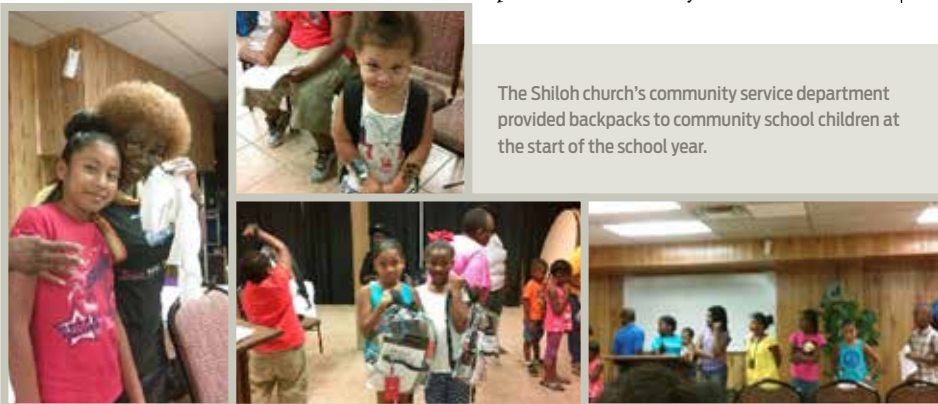 The Shiloh church's community service department
provided backpacks to community school children at
the start of the school year.